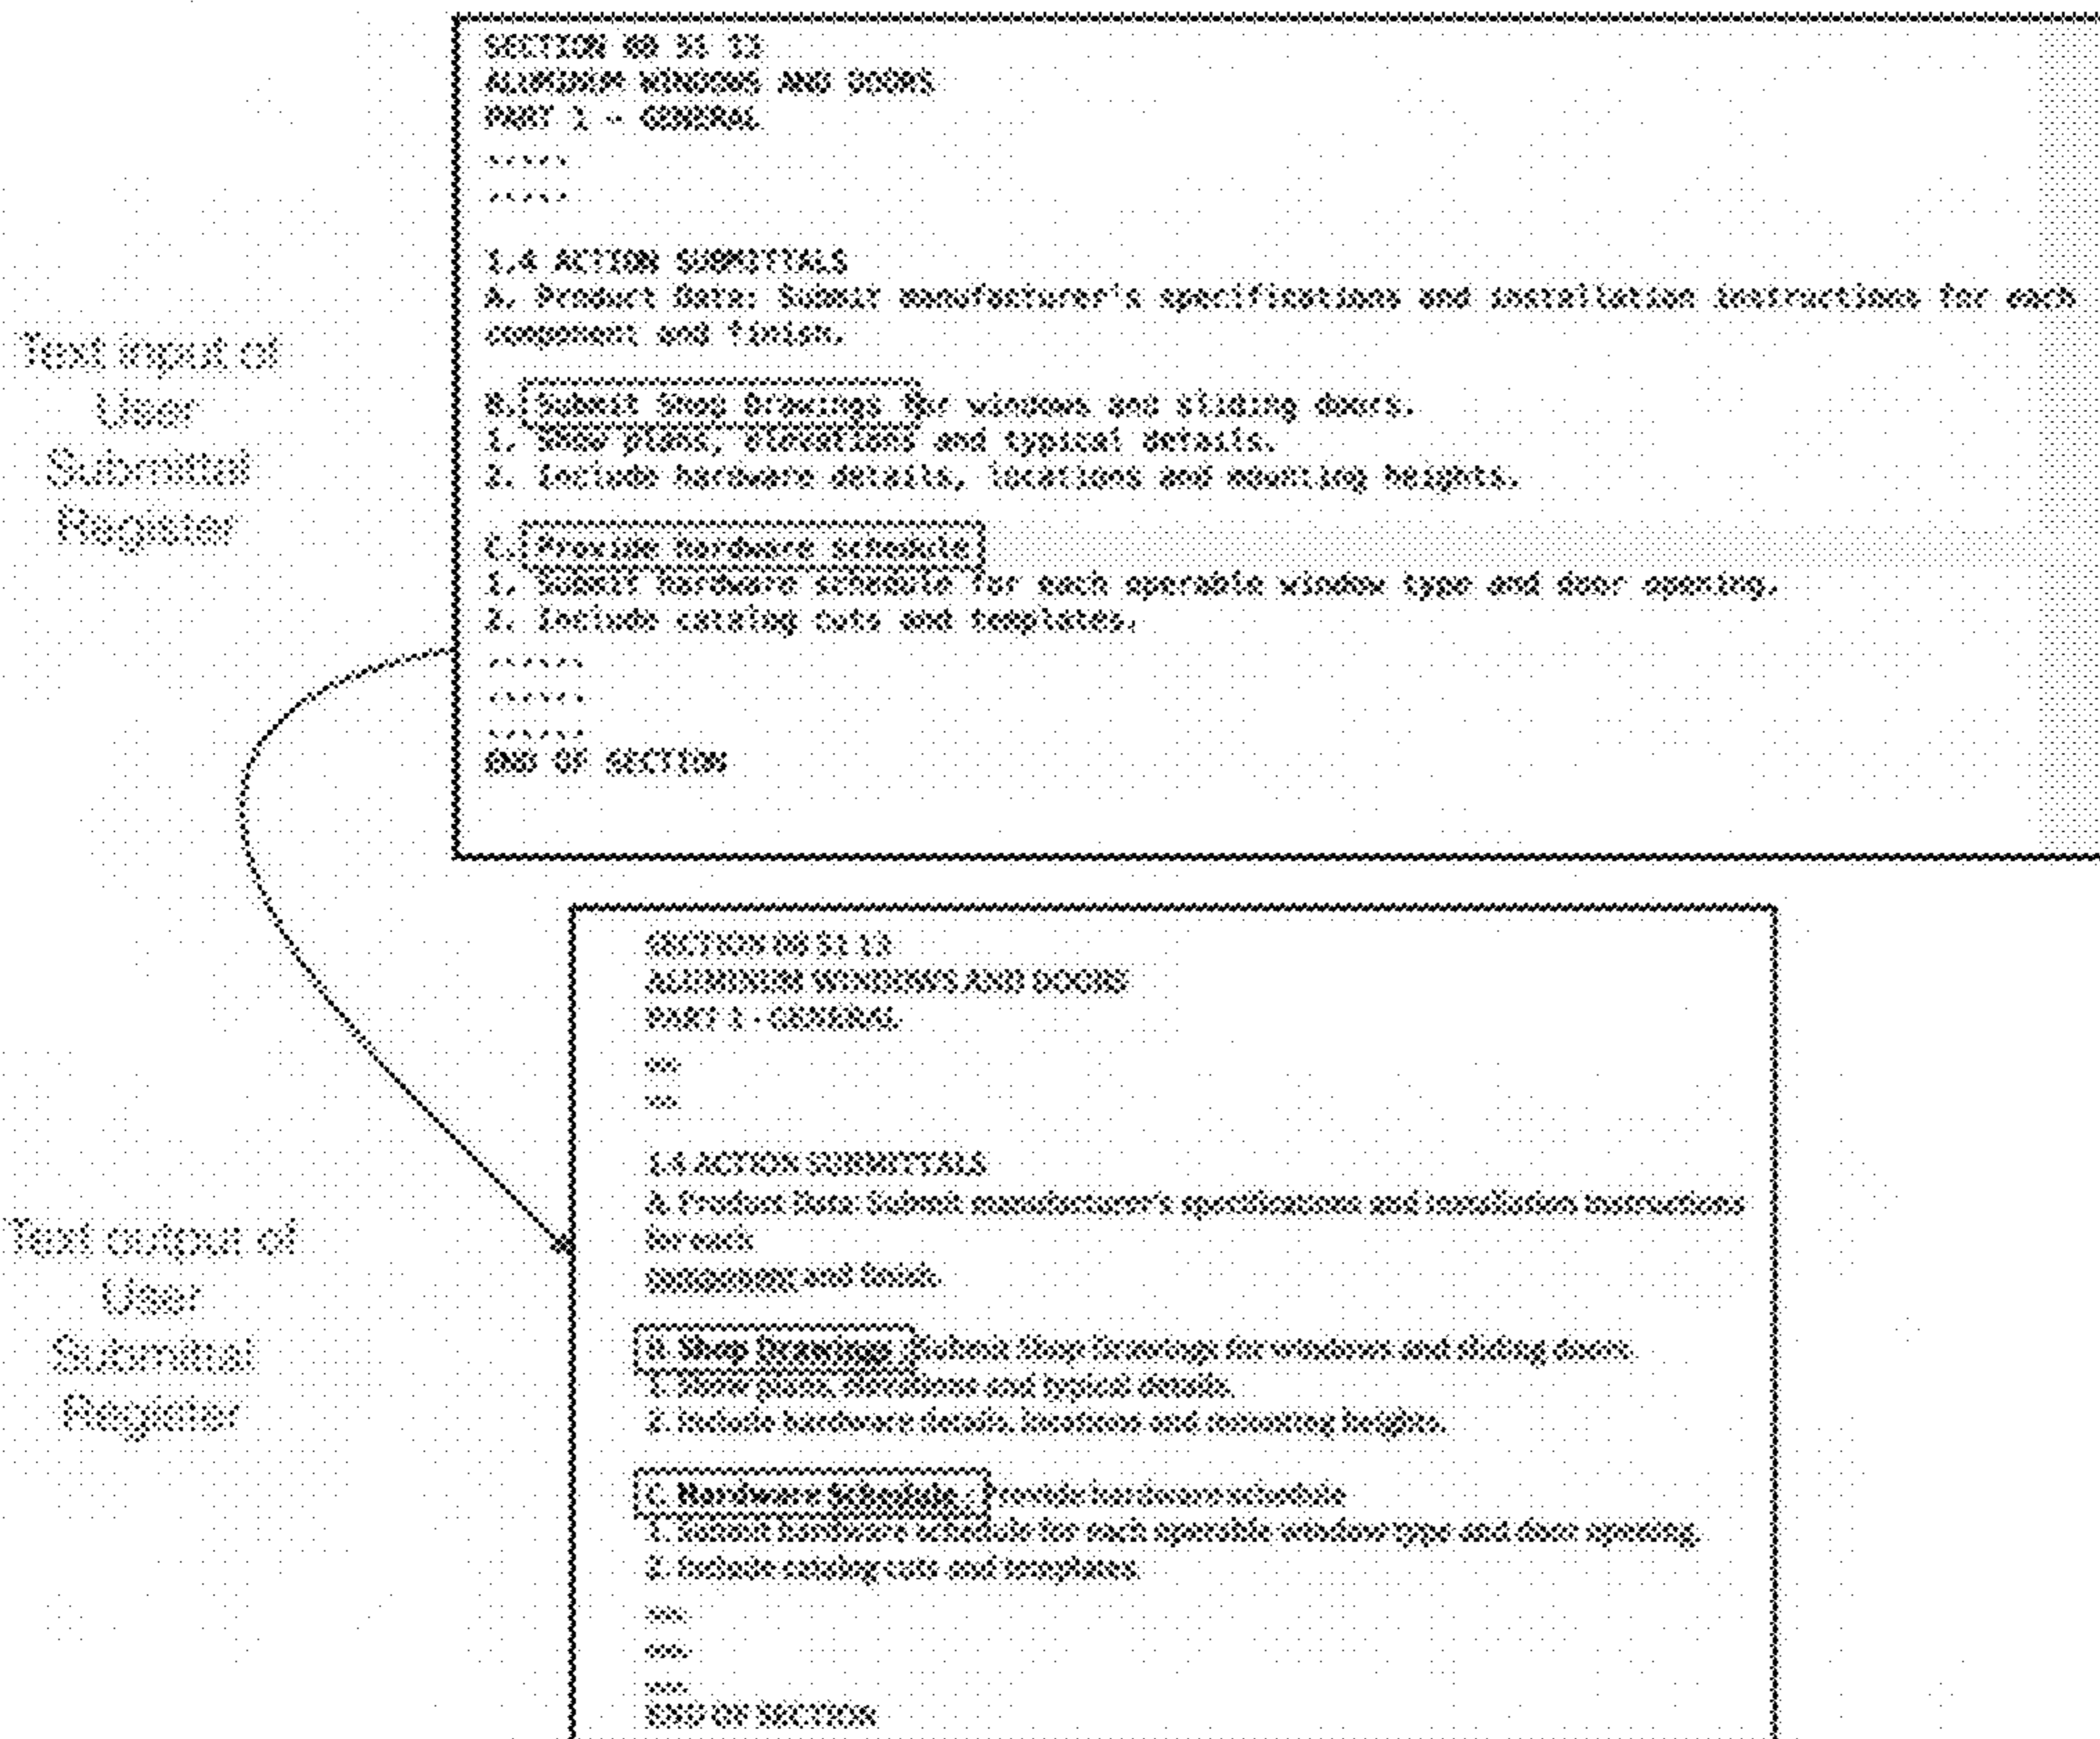 SECTION 08 51 13
ALUMINUM WINDOWS AND DOORS
PART 1 - GENERAL
.....
.....
1.4 ACTION SUBMITTALS
A. Product Data: Submit manufacturer's specifications and installation instructions for each
component and finish.
Text input of
User
Submittal
Register
B. Submit Shop Drawings for windows and sliding doors.
1. Show plans, elevations and typical details.
2. Include hardware details, locations and mounting heights.
C. Provide hardware schedule
1. Submit hardware schedule for each operable window type and door opening.
2. Include catalog cuts and templates.
......
......
......
END OF SECTION
SECTION 08 51 13
ALUMINUM WINDOWS AND DOORS
PART 1 - GENERAL
.....
.....
1.4 ACTION SUBMITTALS
A. Product Data: Submit manufacturer's specifications and installation instructions
for each
component and finish.
Text output of
User
Submittal
Register
B. Shop Drawings: Submit Shop Drawings for windows and sliding doors.
1. Show plans, elevations and typical details.
2. Include hardware details, locations and mounting heights.
C. Hardware Schedule: Provide hardware schedule
1. Submit hardware schedule for each operable window type and door opening.
2. Include catalog cuts and templates.
......
......
......
END OF SECTION